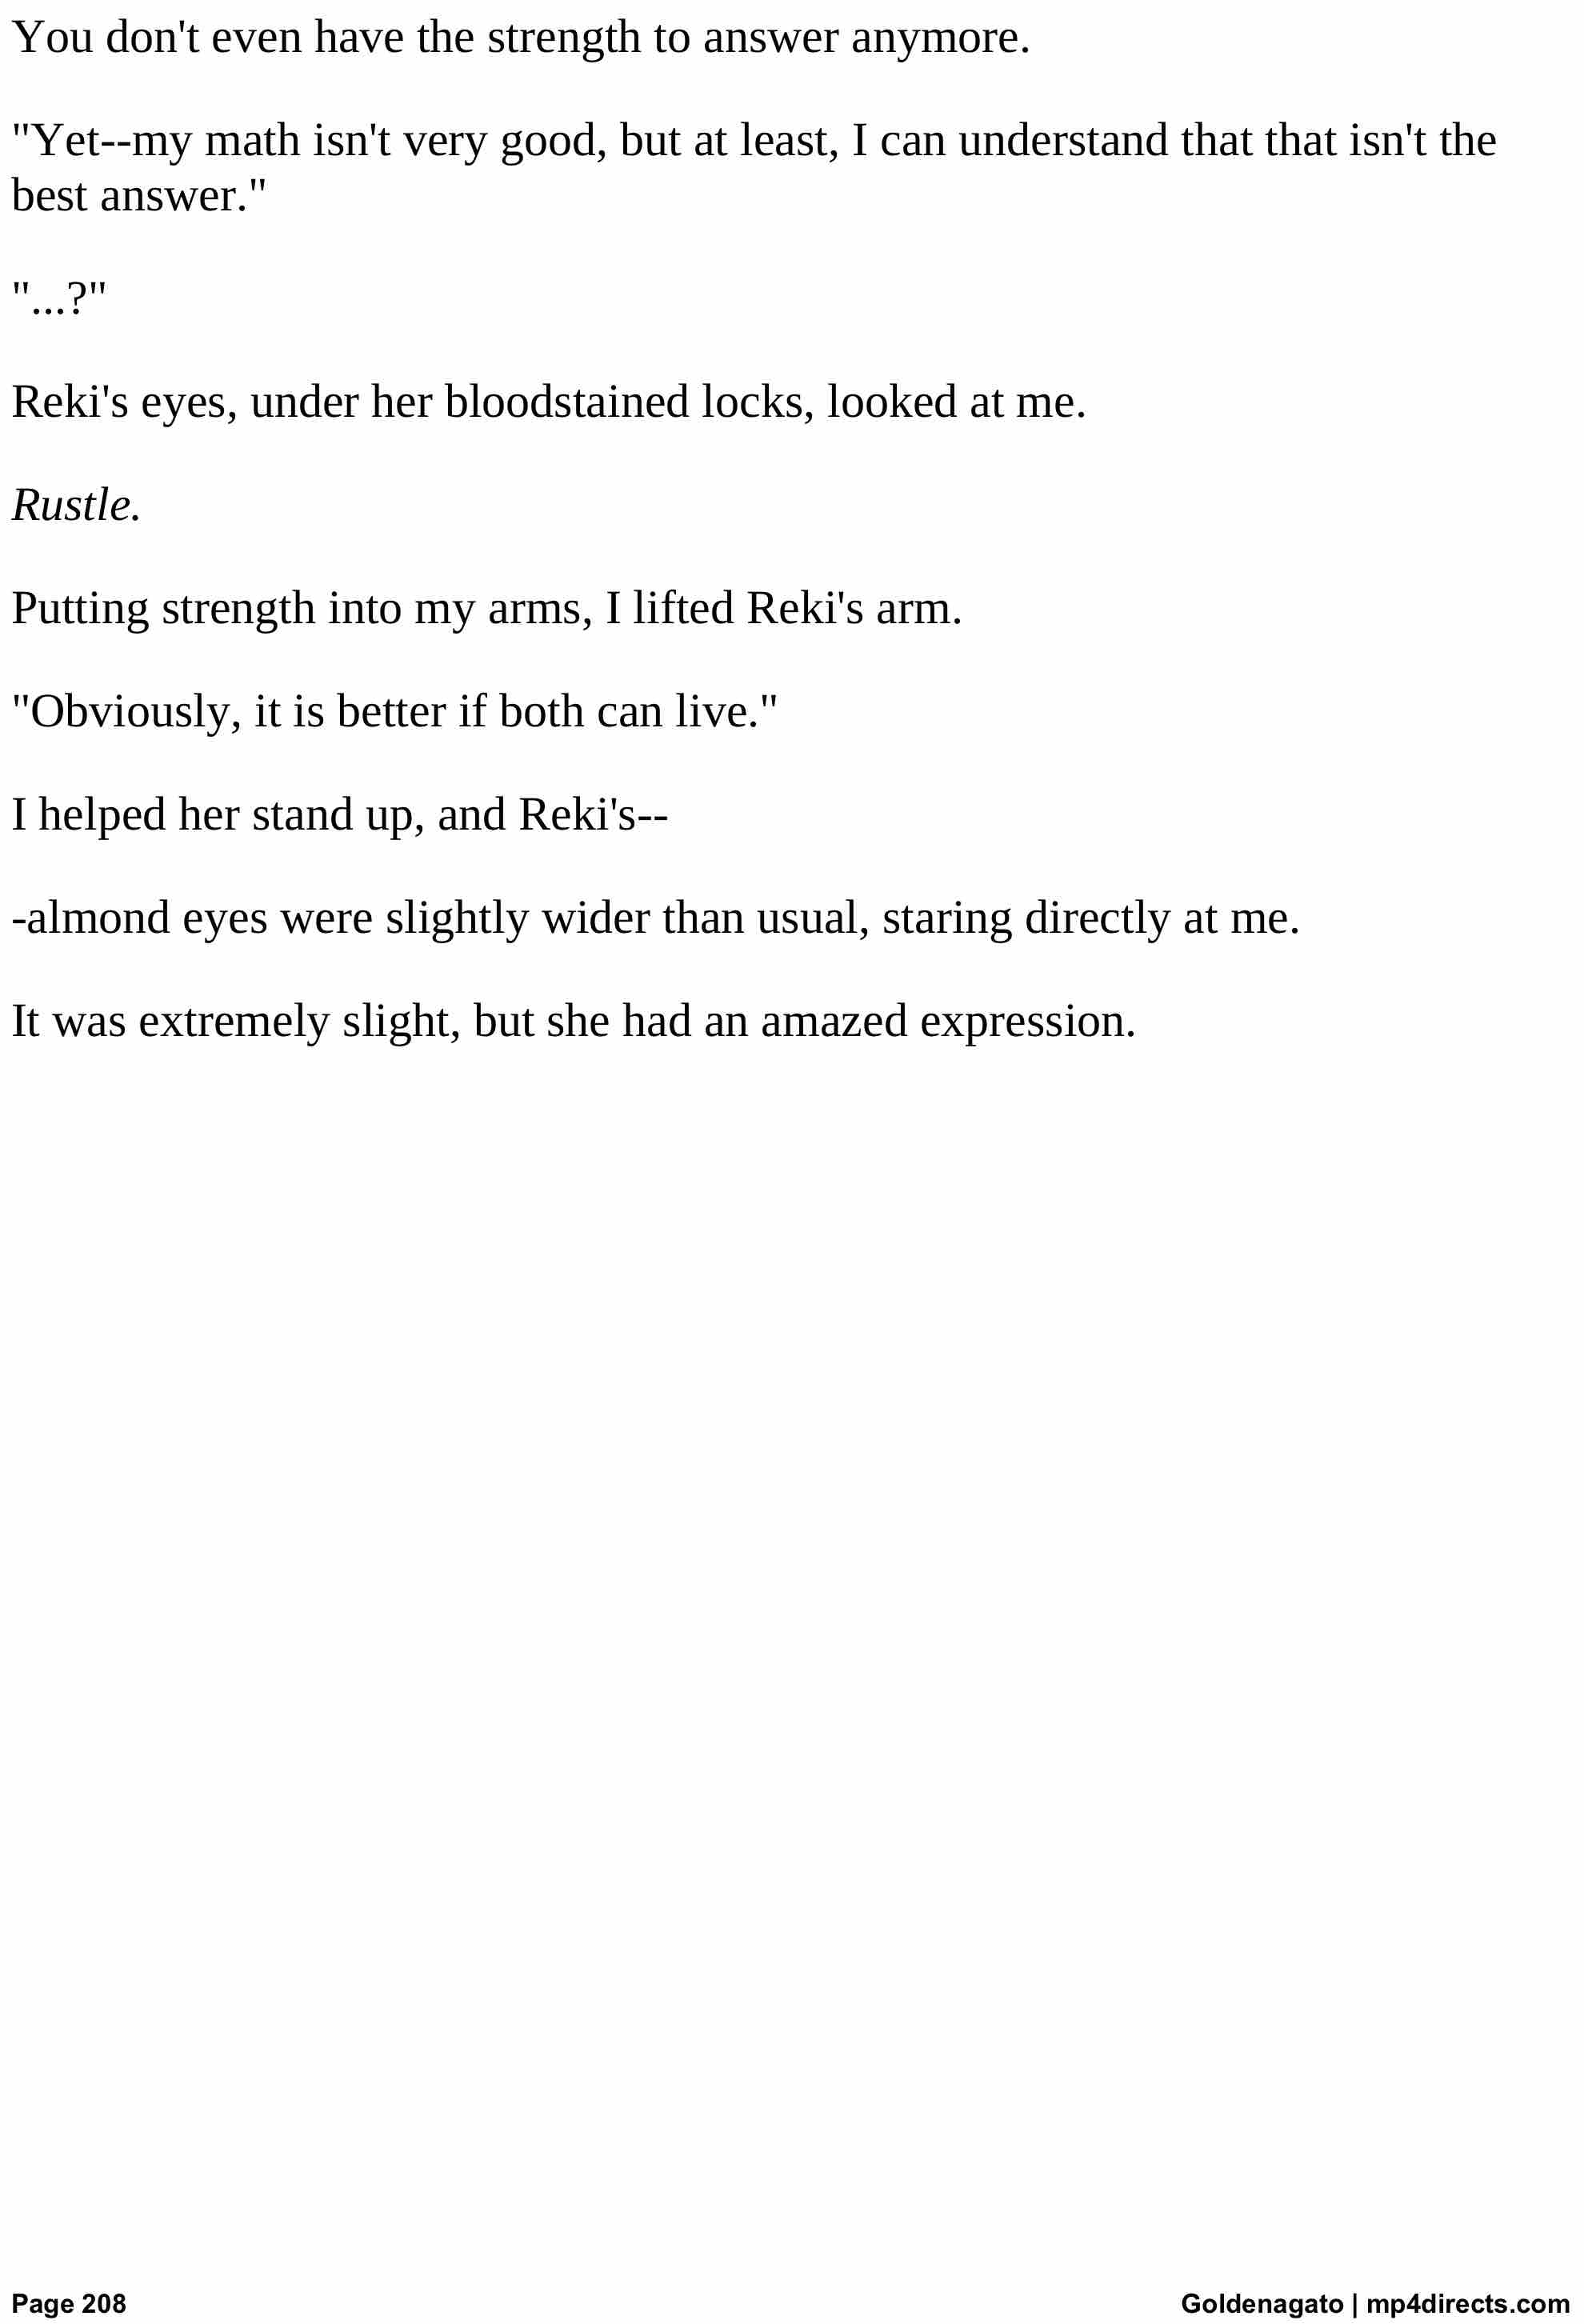 You don't even have the strength to answer anymore.
"Yet--my math isn't very good, but at least, I can understand that that isn't the
best answer."
"...?"
Reki's eyes, under her bloodstained locks, looked at me.
Rustle.
Putting strength into my arms, I lifted Reki's arm.
"Obviously, it is better if both can live."
I helped her stand up, and Reki's--
-almond eyes were slightly wider than usual, staring directly at me.
It was extremely slight, but she had an amazed expression.
Page 208
Goldenagato | mp4directs.com